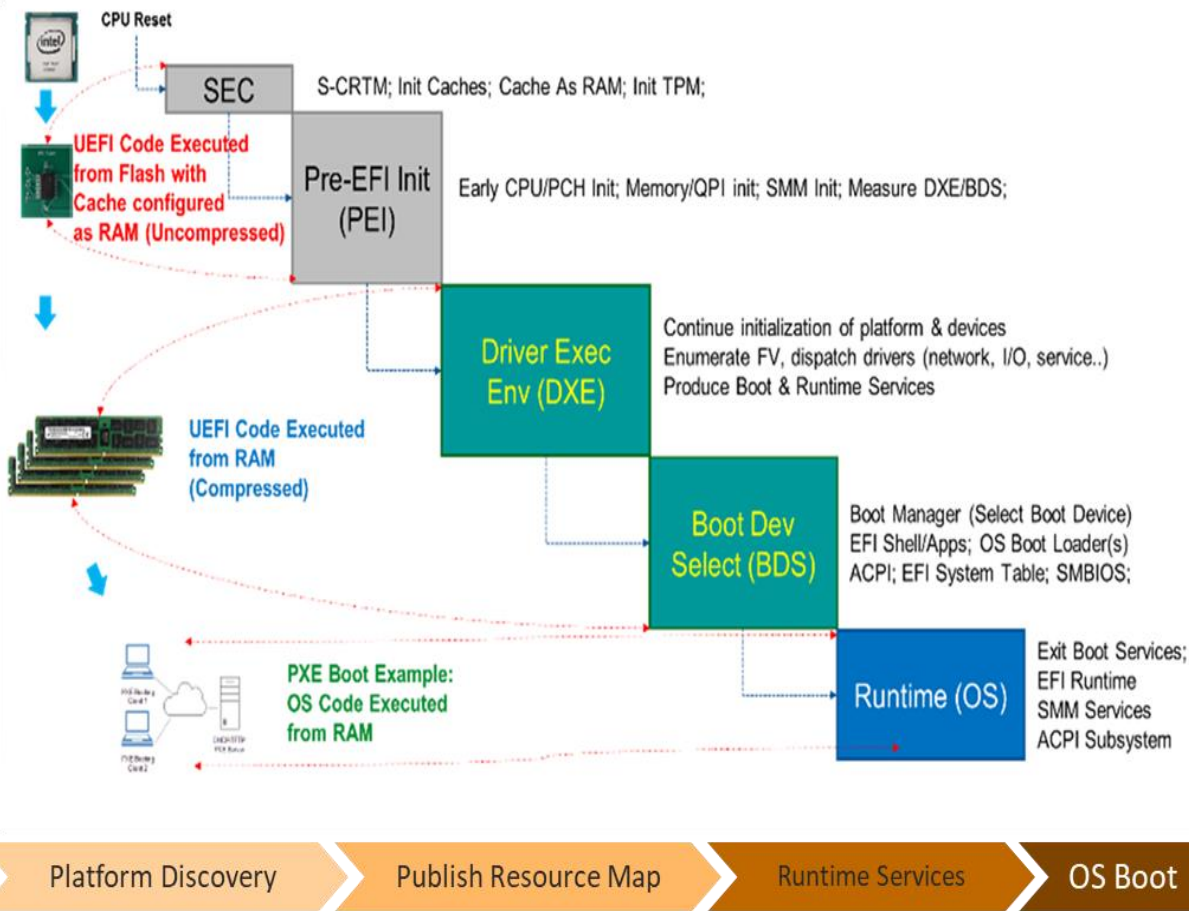 CPU Reset
intel
SEC
S-CRTM; Init Caches; Cache As RAM; Init TPM;
UEFI Code Executed
from Flash with
Cache configured
as RAM (Uncompressed)
Pre-EFI Init
(PEI)
Early CPU/PCH Init; Memory/QPI init; SMM Init; Measure DXE/BDS;
Driver Exec
Env (DXE)
Continue initialization of platform & devices
Enumerate FV, dispatch drivers (network, I/O, service..)
Produce Boot & Runtime Services
UEFI Code Executed
from RAM
(Compressed)
Boot Dev
Select (BDS)
Boot Manager (Select Boot Device)
EFI Shell/Apps; OS Boot Loader(s)
ACPI; EFI System Table; SMBIOS;
PXE Boot Example:
OS Code Executed
from RAM
PXE Booting
PXE Booting
Runtime (OS)
Exit Boot Services;
EFI Runtime
SMM Services
ACPI Subsystem
Platform Discovery
Publish Resource Map
Runtime Services
OS Boot